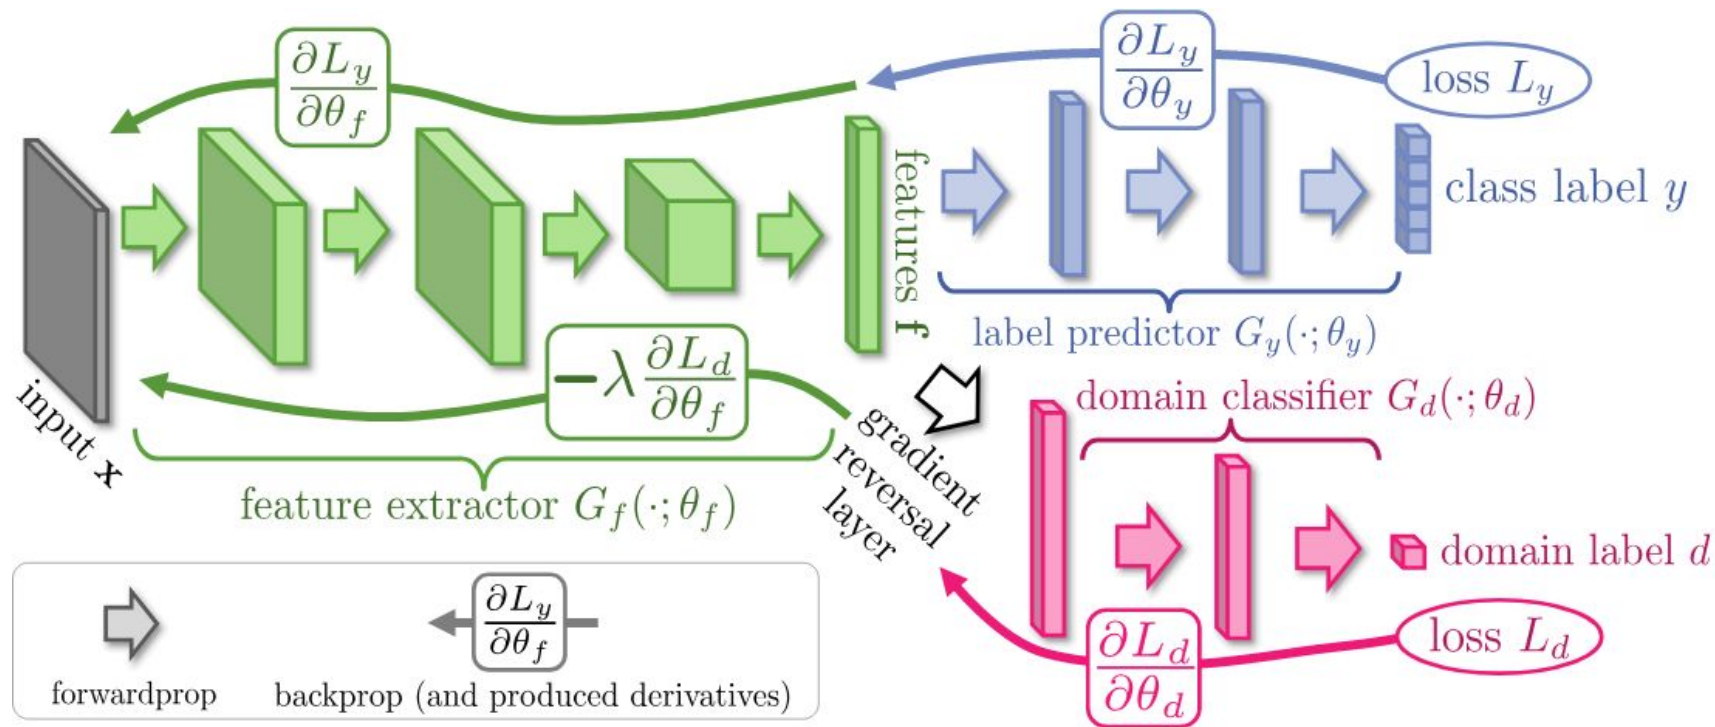 ∂L_y
∂θ_f
∂L_y
∂θ_y
loss L_y
features f
class label y
label predictor G_y(·; θ_y)
input x
−λ ∂L_d
∂θ_f
feature extractor G_f(·; θ_f)
gradient
reversal
layer
domain classifier G_d(·; θ_d)
domain label d
loss L_d
∂L_d
∂θ_d
∂L_y
∂θ_f
forwardprop
backprop (and produced derivatives)